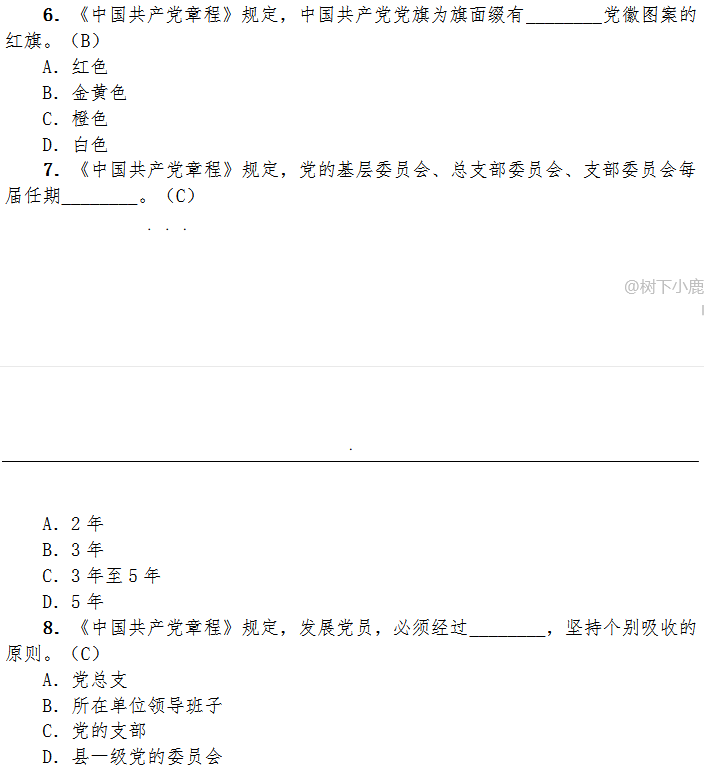 6. 《中国共产党章程》规定，中国共产党党旗为旗面缀有________党徽图案的
红旗。（B）
A. 红色
B. 金黄色
C. 橙色
D. 白色
7. 《中国共产党章程》规定，党的基层委员会、总支部委员会、支部委员会每
届任期________。（C）
@树下小鹿
A. 2 年
B. 3 年
C. 3 年至 5 年
D. 5 年
8. 《中国共产党章程》规定，发展党员，必须经过________，坚持个别吸收的
原则。（C）
A. 党总支
B. 所在单位领导班子
C. 党的支部
D. 县一级党的委员会